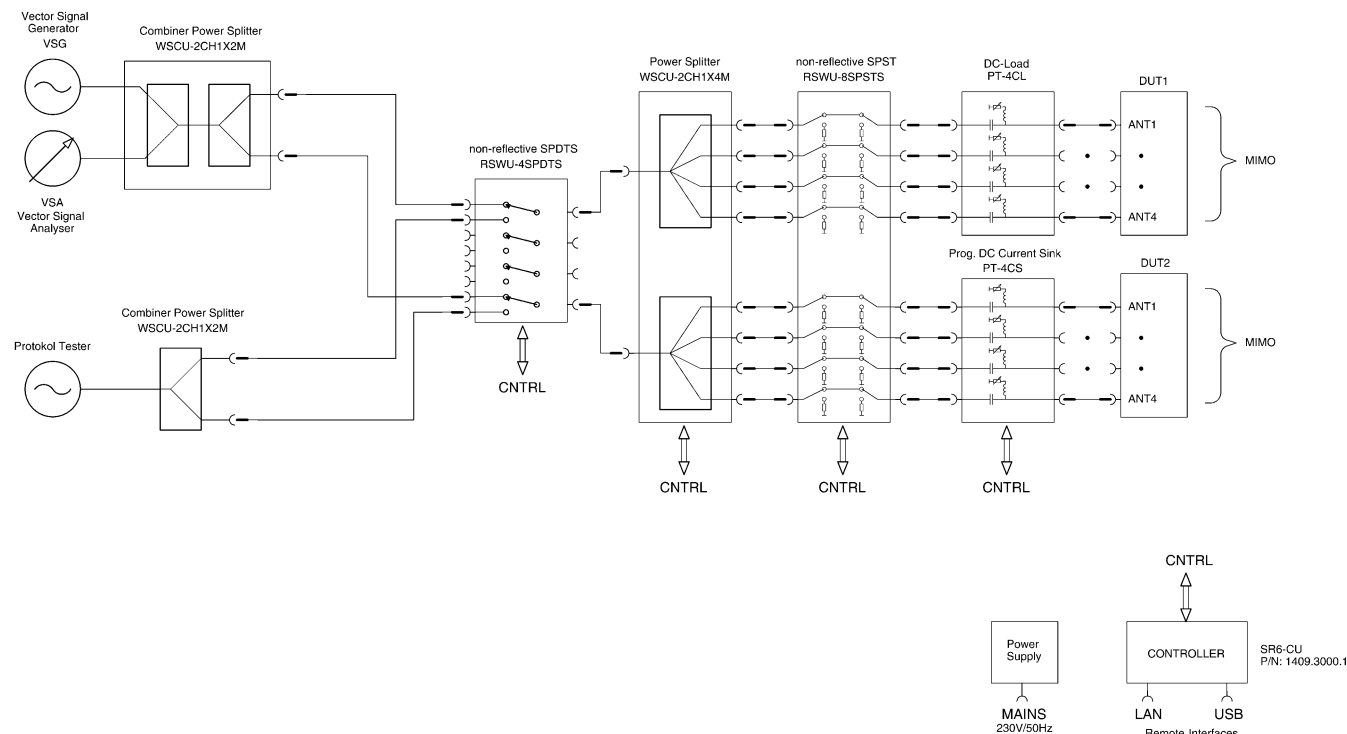 Vector Signal
Generator
VSG
Combiner Power Splitter
WSCU-2CH1X2M
VSA
Vector Signal
Analyser
non-reflective SPDTS
RSWU-4SPDTS
CNTRL
Combiner Power Splitter
WSCU-2CH1X2M
Protokol Tester
Power Splitter
WSCU-2CH1X4M
CNTRL
non-reflective SPST
RSWU-8SPSTS
CNTRL
DC-Load
PT-4CL
Prog. DC Current Sink
PT-4CS
CNTRL
DUT1
ANT1
ANT4
MIMO
DUT2
ANT1
ANT4
MIMO
Power
Supply
MAINS
230V/50Hz
CNTRL
CONTROLLER
SR6-CU
P/N: 1409.3000.1
LAN USB
Remote Interfaces